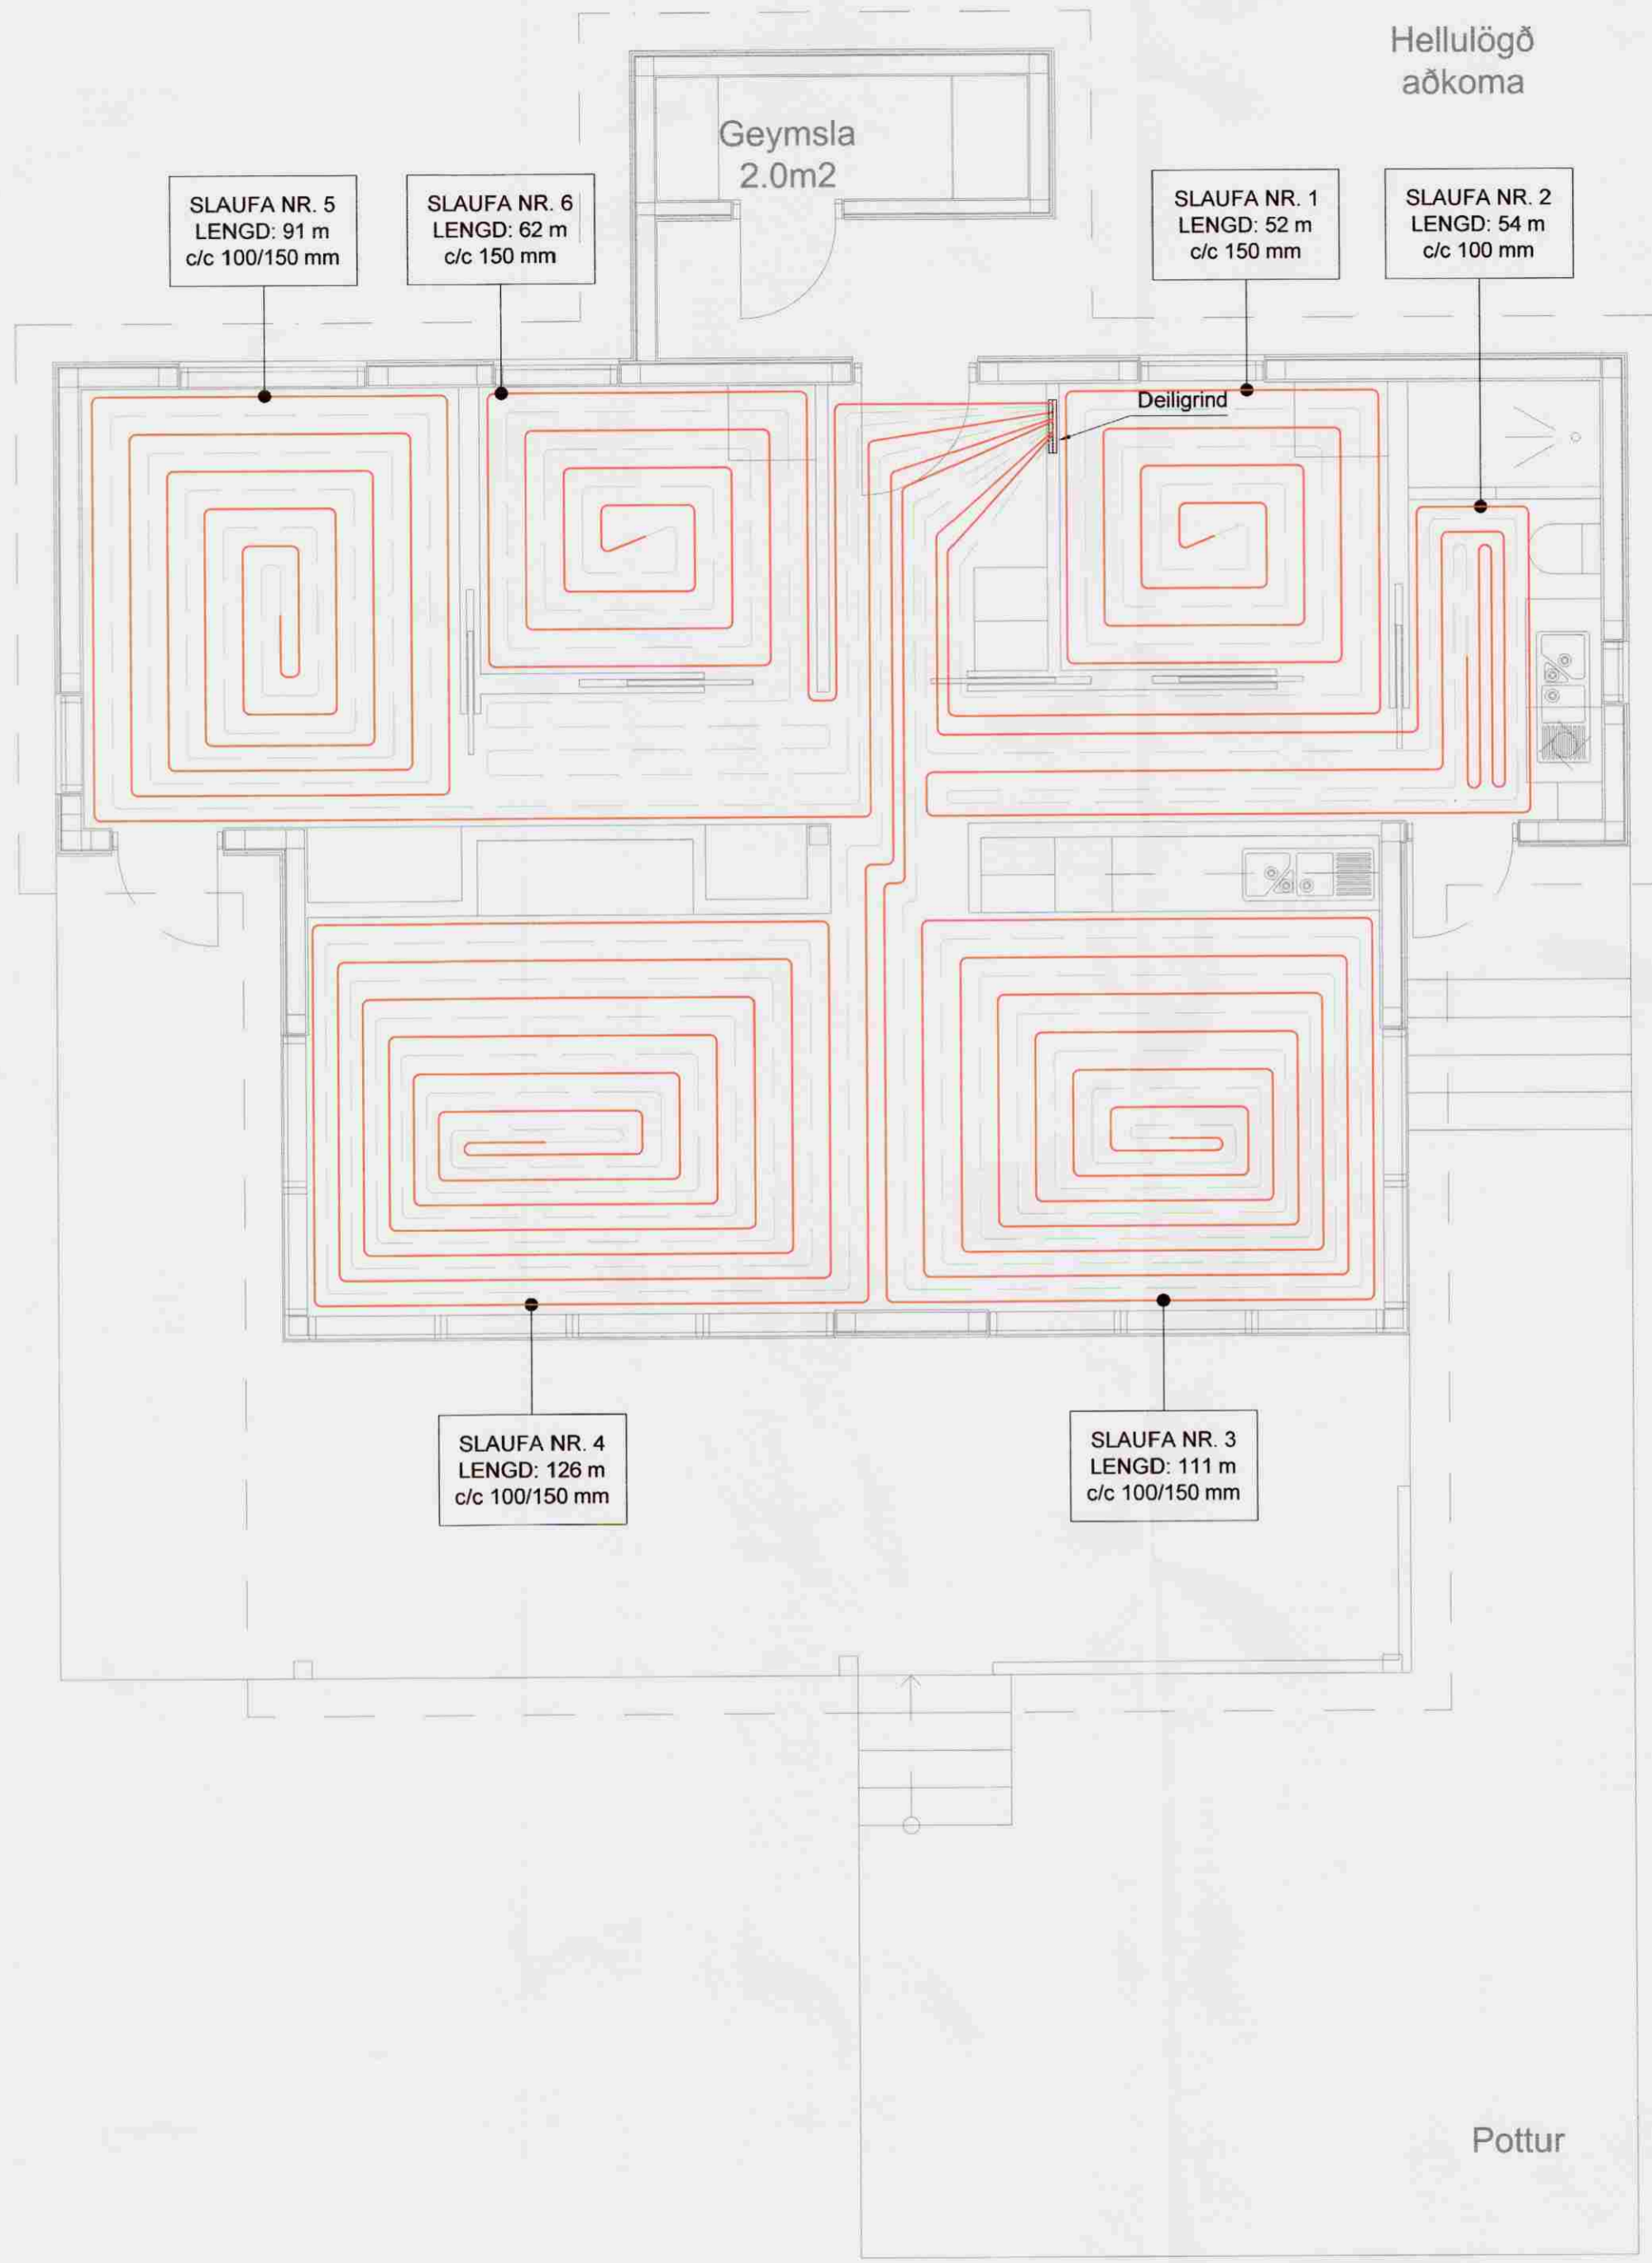 Hellulögð
aðkoma
Geymsla
2.0m2
SLAUFA NR. 5
LENGD: 91 m
c/c 100/150 mm
SLAUFA NR. 6
LENGD: 62 m
c/c 150 mm
SLAUFA NR. 1
LENGD: 52 m
c/c 150 mm
SLAUFA NR. 2
LENGD: 54 m
c/c 100 mm
Deiligrind
SLAUFA NR. 4
LENGD: 126 m
c/c 100/150 mm
SLAUFA NR. 3
LENGD: 111 m
c/c 100/150 mm
Pottur